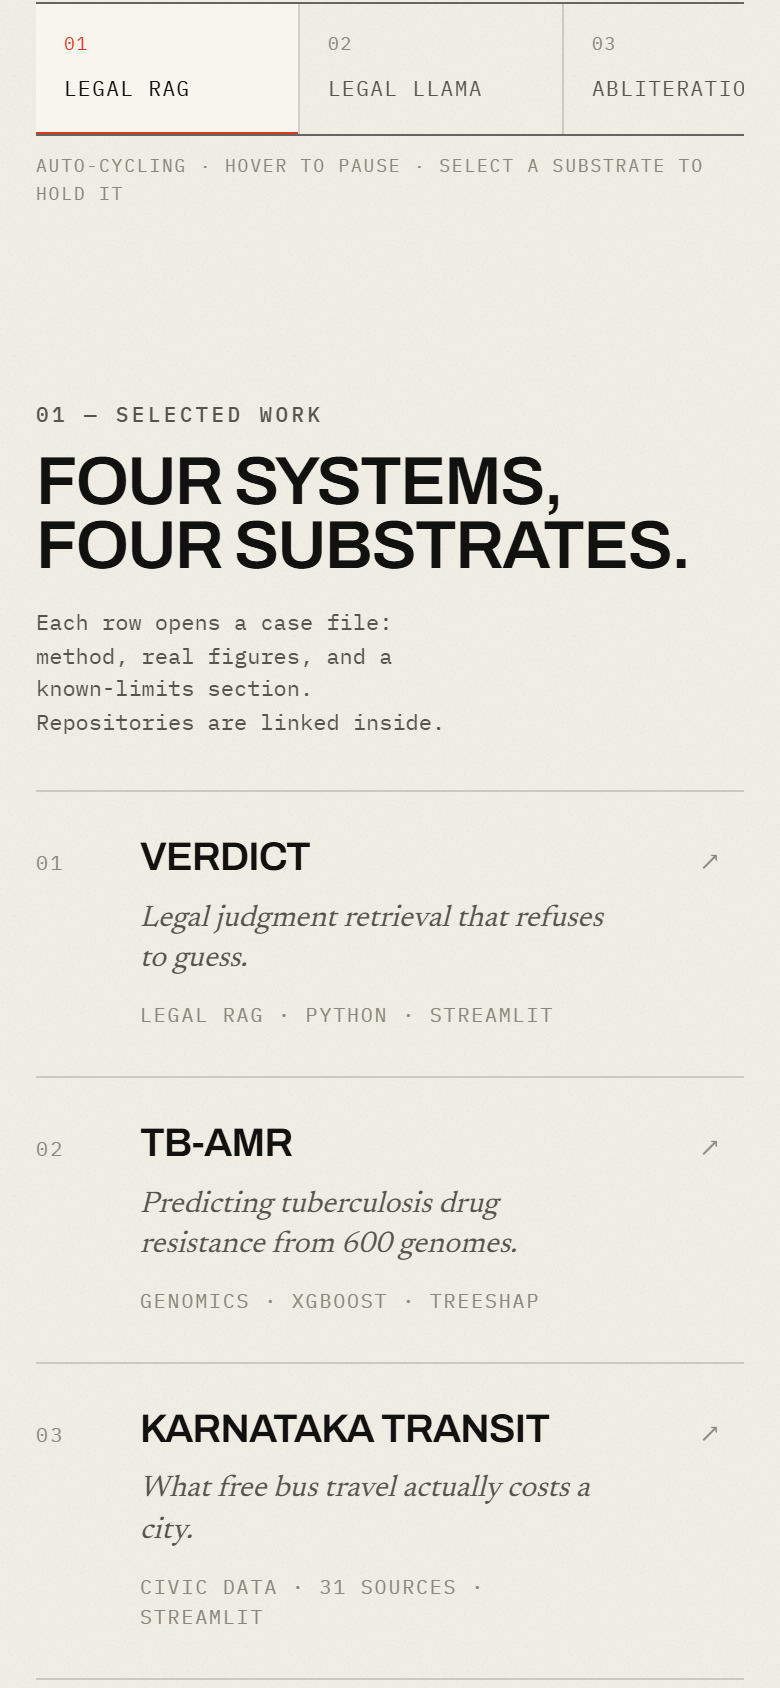 01
LEGAL RAG
02
LEGAL LLAMA
03
ABLITERATIO
AUTO-CYCLING · HOVER TO PAUSE · SELECT A SUBSTRATE TO
HOLD IT
01 — SELECTED WORK
FOUR SYSTEMS,
FOUR SUBSTRATES.
Each row opens a case file:
method, real figures, and a
known-limits section.
Repositories are linked inside.
01
VERDICT ↗
Legal judgment retrieval that refuses
to guess.
LEGAL RAG · PYTHON · STREAMLIT
02
TB-AMR ↗
Predicting tuberculosis drug
resistance from 600 genomes.
GENOMICS · XGBOOST · TREESHAP
03
KARNATAKA TRANSIT ↗
What free bus travel actually costs a
city.
CIVIC DATA · 31 SOURCES ·
STREAMLIT